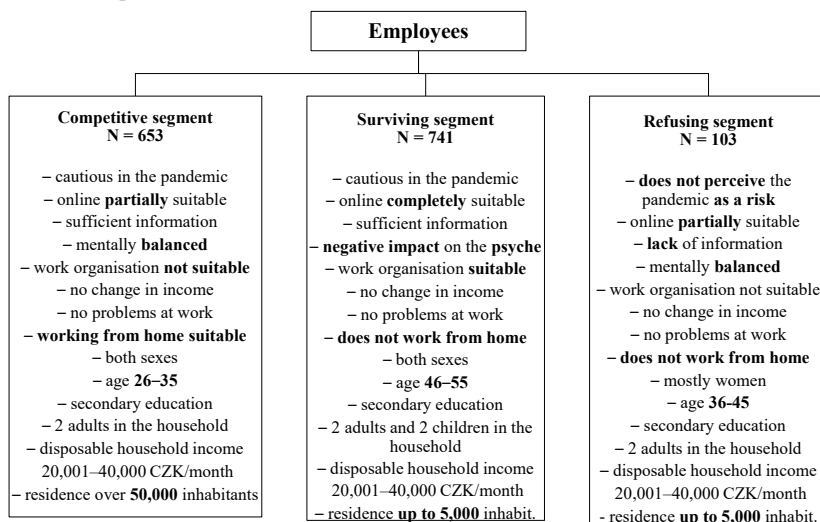 Employees
Competitive segment
N = 653
– cautious in the pandemic
– online partially suitable
– sufficient information
– mentally balanced
– work organisation not suitable
– no change in income
– no problems at work
– working from home suitable
– both sexes
– age 26–35
– secondary education
– 2 adults in the household
– disposable household income
20,001–40,000 CZK/month
– residence over 50,000 inhabitants
Surviving segment
N = 741
– cautious in the pandemic
– online completely suitable
– sufficient information
– negative impact on the psyche
– work organisation suitable
– no change in income
– no problems at work
– does not work from home
– both sexes
– age 46–55
– secondary education
– 2 adults and 2 children in the
household
– disposable household income
20,001–40,000 CZK/month
– residence up to 5,000 inhabit.
Refusing segment
N = 103
– does not perceive the
pandemic as a risk
– online partially suitable
– lack of information
– mentally balanced
– work organisation not suitable
– no change in income
– no problems at work
– does not work from home
– mostly women
– age 36-45
– secondary education
– 2 adults in the household
– disposable household income
20,001–40,000 CZK/month
- residence up to 5,000 inhabit.